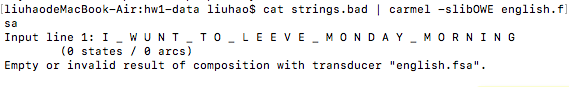 [liuhaodeMacBook-Air:hw1-data liuhao$ cat strings.bad | carmel -slibOWE english.f]
sa
Input line 1: I _ W U N T _ T O _ L E E V E _ M O N D A Y _ M O R N I N G
(0 states / 0 arcs)
Empty or invalid result of composition with transducer "english.fsa".